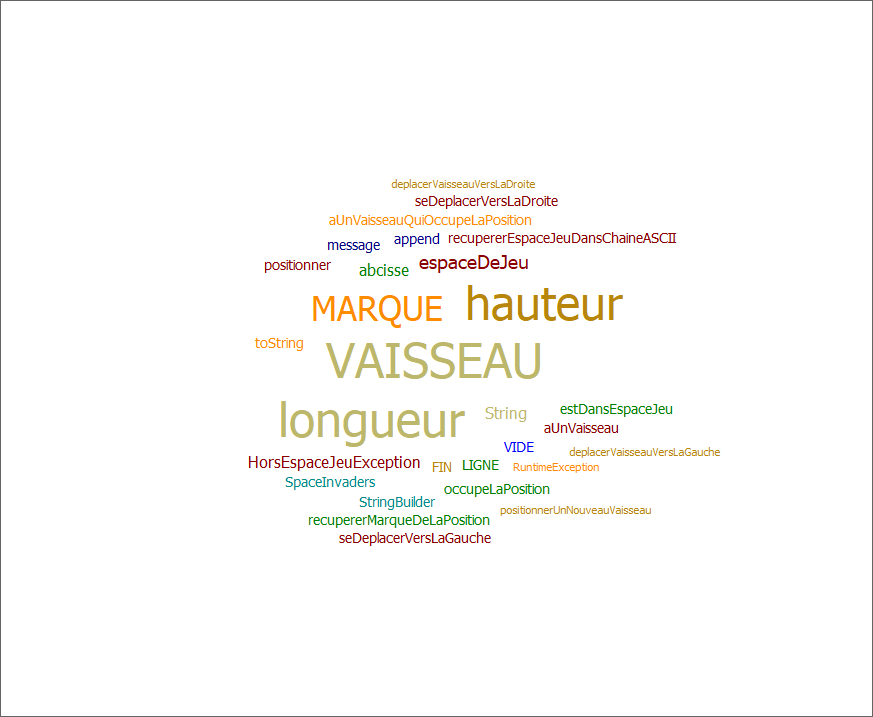 deplacerVaisseauVersLaDroite
seDeplacerVersLaDroite
aUnVaisseauQuiOccupeLaPosition
message append recupererEspaceJeuDansChaineASCII
positionner abcisse espaceDeJeu
MARQUE hauteur
toString VAISSEAU
longueur String estDansEspaceJeu
aUnVaisseau
VIDE deplacerVaisseauVersLaGauche
HorsEspaceJeuException FIN LIGNE RuntimeException
SpaceInvaders occupeLaPosition
StringBuilder positionnerUnNouveauVaisseau
recupererMarqueDeLaPosition
seDeplacerVersLaGauche